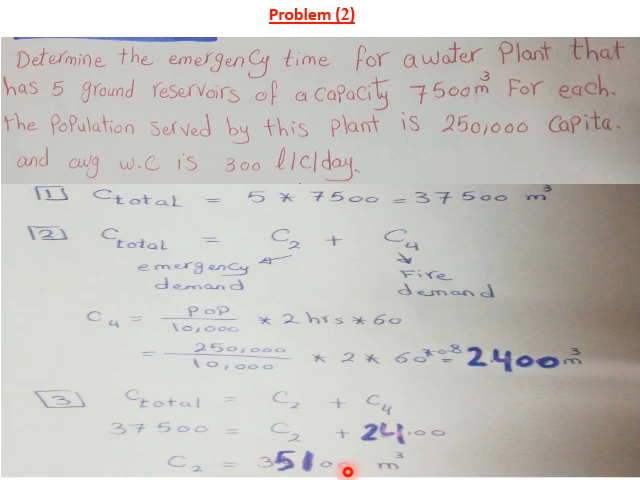 Problem (2)
Determine the emergency time for a water Plant that
has 5 ground reservoirs of a capacity 7500 m³ For each.
the Population served by this Plant is 250,000 Capita.
and avg w.c is 300 l/c/day.
[1] Ctotal = 5 * 7500 = 37500 m³
[2] Ctotal = C₂ + C₄
emergency demand Fire demand
C₄ = POP / 10,000 * 2 hrs * 60
= 250,000 / 10,000 * 2 * 60 *0.8 = 2400 m³
[3] Ctotal = C₂ + C₄
37500 = C₂ + 2400
C₂ = 35100 m³